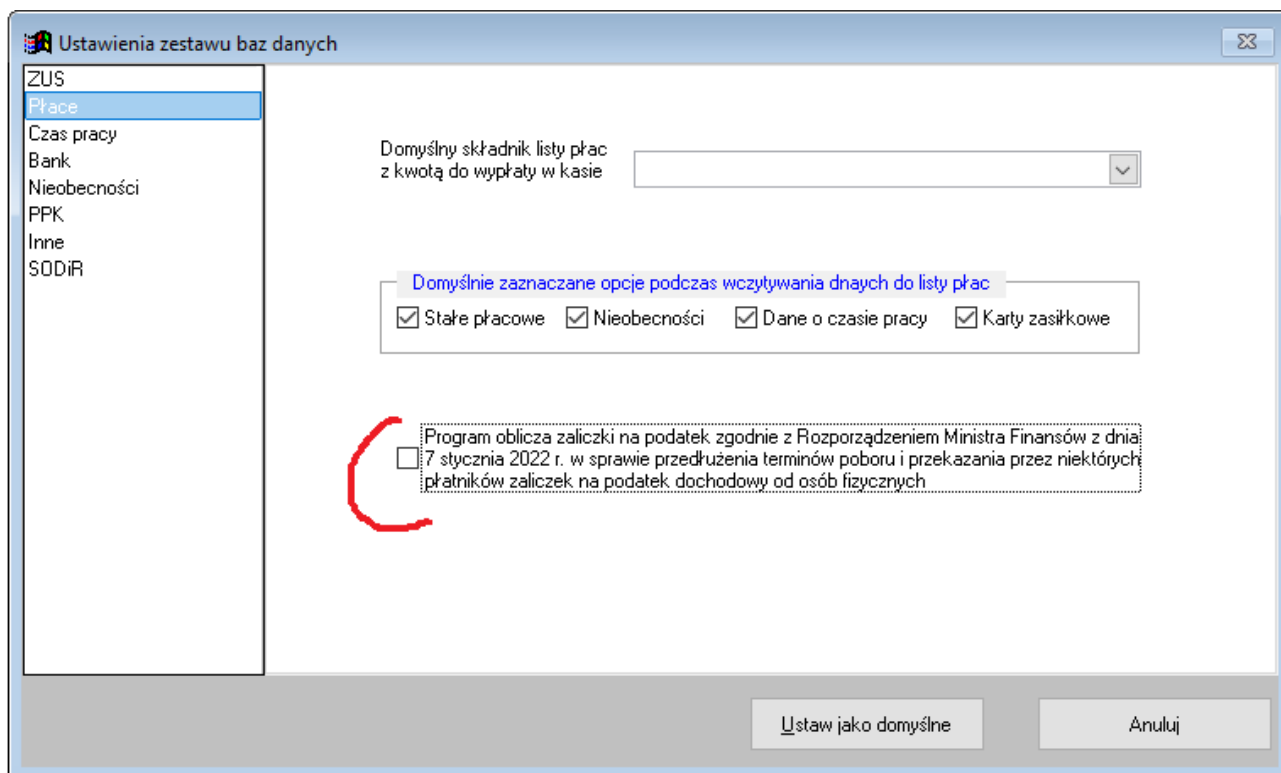 Ustawienia zestawu baz danych
ZUS
Płace
Czas pracy
Bank
Nieobecności
PPK
Inne
SODiR
Domyślny składnik listy płac
z kwotą do wypłaty w kasie
Domyślnie zaznaczane opcje podczas wczytywania dnaych do listy płac
Stałe płacowe Nieobecności Dane o czasie pracy Karty zasiłkowe
Program oblicza zaliczki na podatek zgodnie z Rozporządzeniem Ministra Finansów z dnia
7 stycznia 2022 r. w sprawie przedłużenia terminów poboru i przekazania przez niektórych
płatników zaliczek na podatek dochodowy od osób fizycznych
Ustaw jako domyślne Anuluj